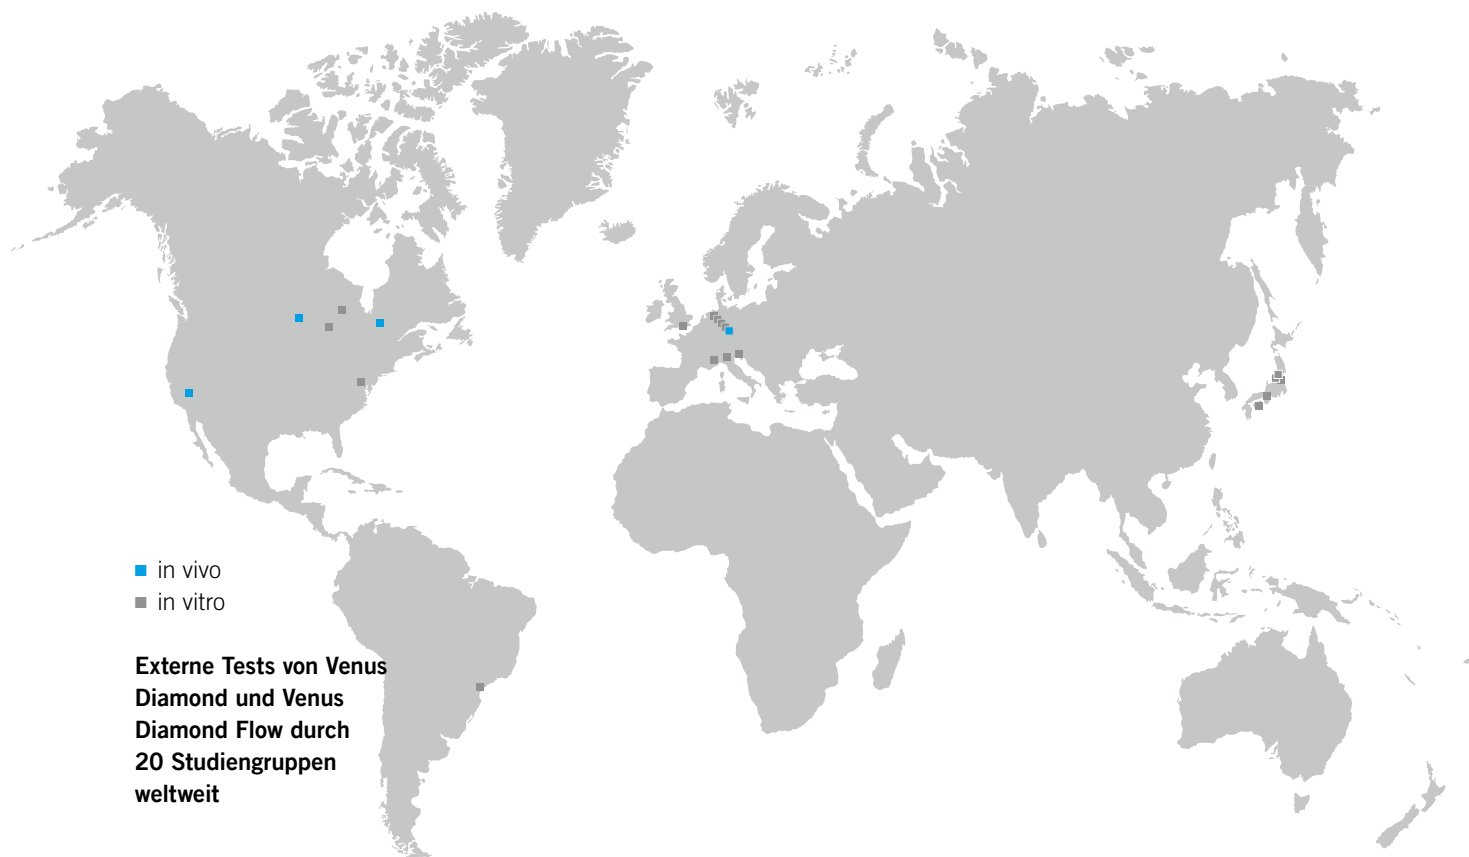 in vivo
in vitro
Externe Tests von Venus
Diamond und Venus
Diamond Flow durch
20 Studiengruppen
weltweit